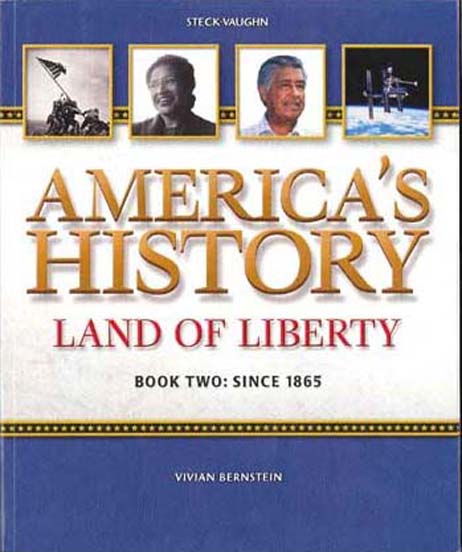 STECK-VAUGHN
AMERICA'S
HISTORY
LAND OF LIBERTY
BOOK TWO: SINCE 1865
VIVIAN BERNSTEIN